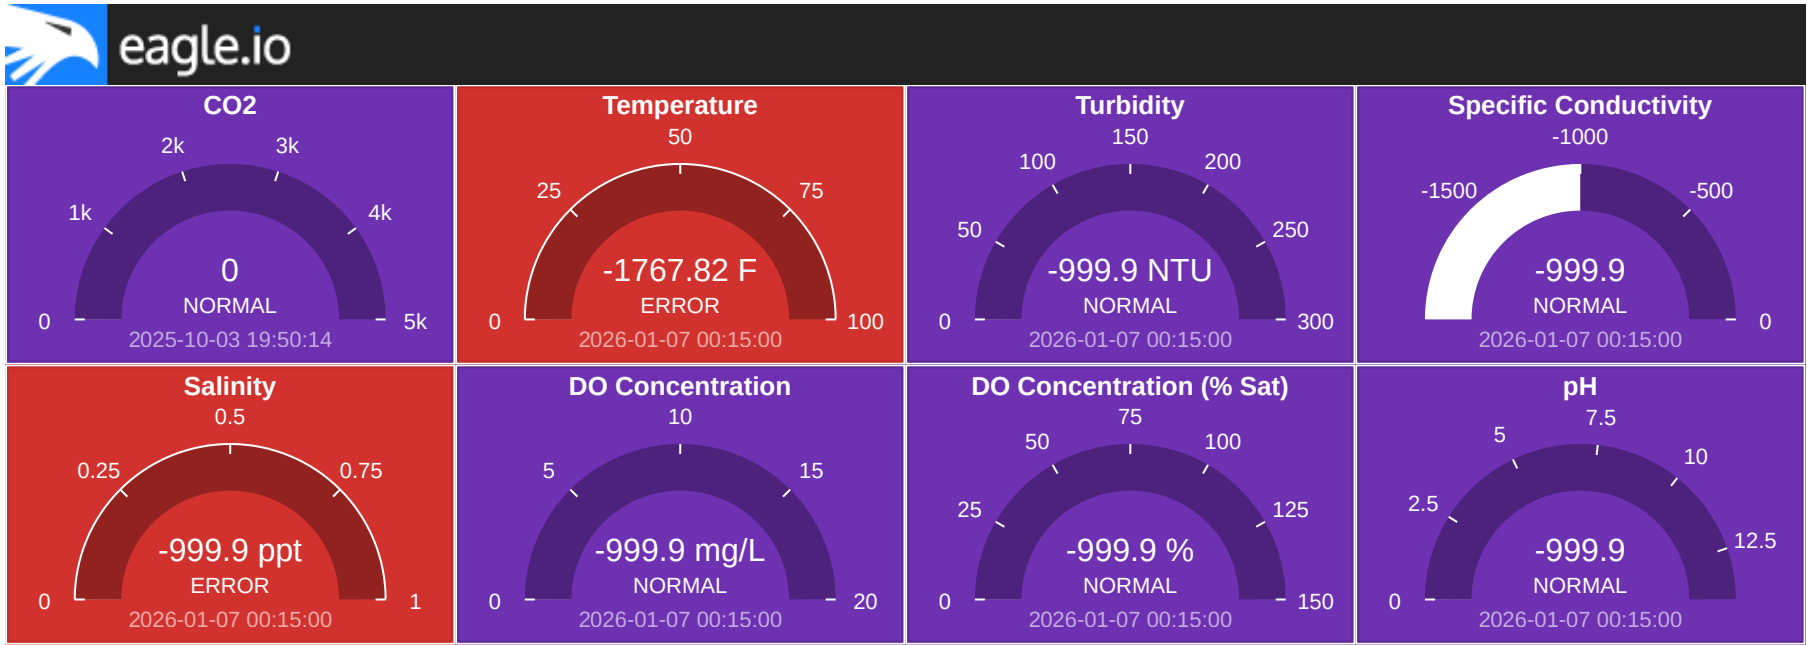 eagle.io
CO2
2k
3k
1k
4k
0
NORMAL
0
5k
2025-10-03 19:50:14
Temperature
50
25
75
-1767.82 F
ERROR
0
100
2026-01-07 00:15:00
Turbidity
150
100
200
50
250
-999.9 NTU
NORMAL
0
300
2026-01-07 00:15:00
Specific Conductivity
-1000
-1500
-500
-999.9
NORMAL
0
2026-01-07 00:15:00
Salinity
0.5
0.25
0.75
-999.9 ppt
ERROR
0
1
2026-01-07 00:15:00
DO Concentration
10
5
15
-999.9 mg/L
NORMAL
0
20
2026-01-07 00:15:00
DO Concentration (% Sat)
75
50
100
25
125
-999.9 %
NORMAL
0
150
2026-01-07 00:15:00
pH
7.5
5
10
2.5
12.5
-999.9
NORMAL
0
2026-01-07 00:15:00